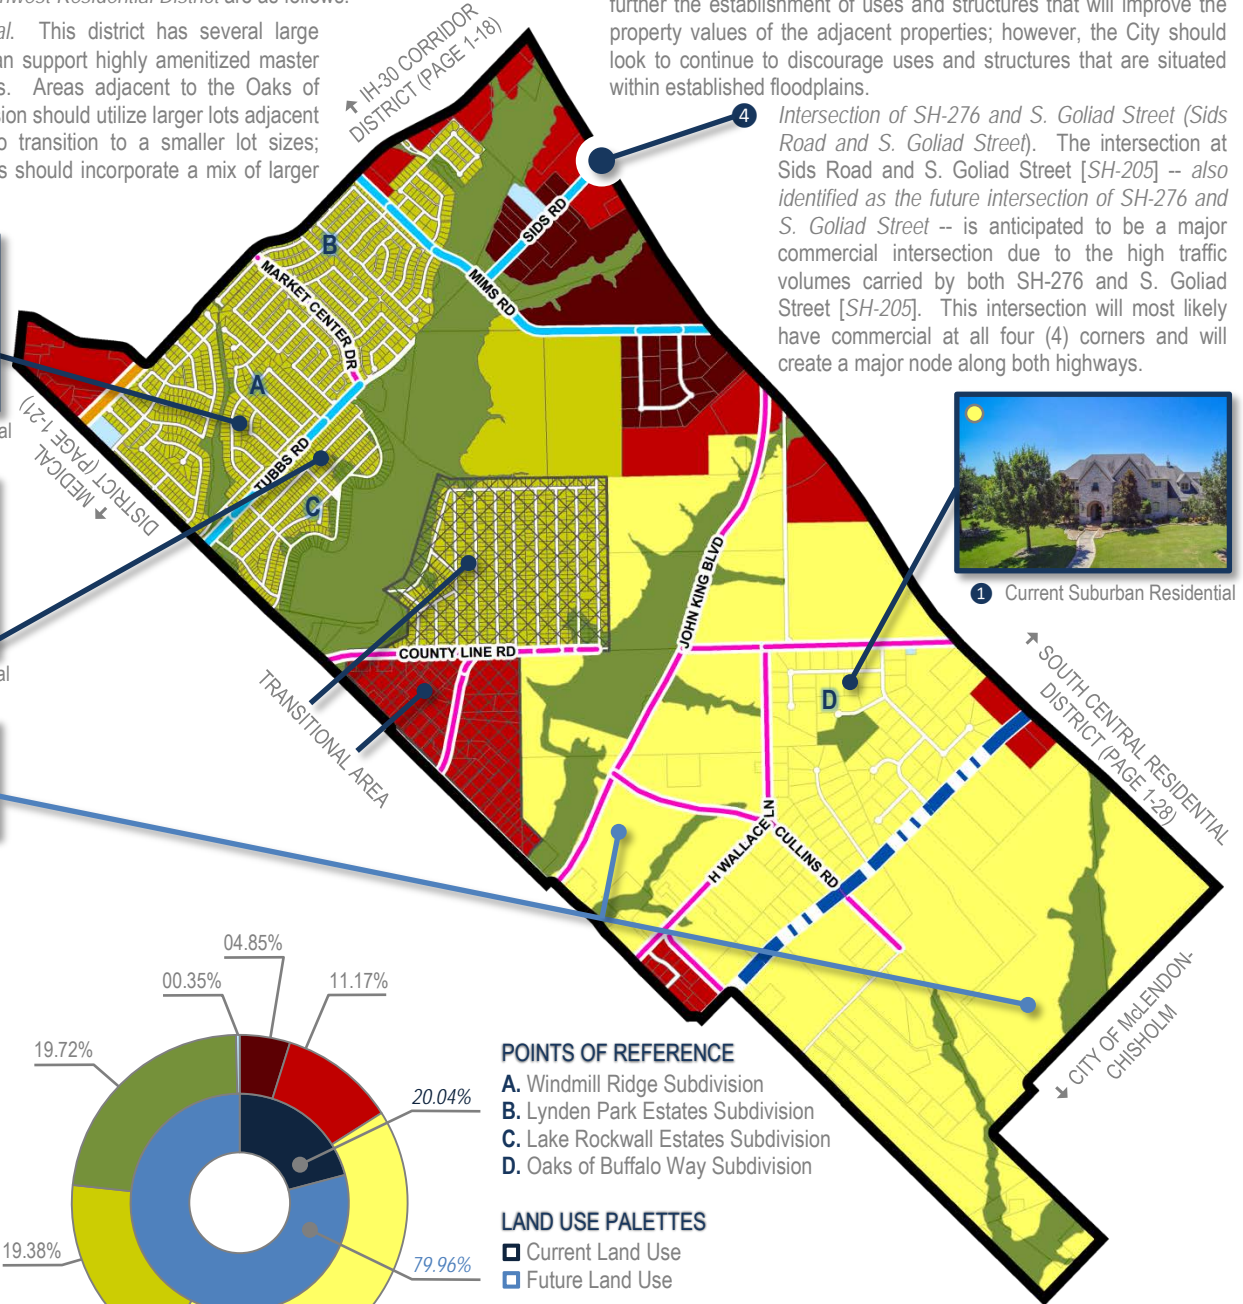 nwest Residential District are as follows:
al. This district has several large
an support highly amenitized master
s. Areas adjacent to the Oaks of
sion should utilize larger lots adjacent
o transition to a smaller lot sizes;
s should incorporate a mix of larger
further the establishment of uses and structures that will improve the
property values of the adjacent properties; however, the City should
look to continue to discourage uses and structures that are situated
within established floodplains.
4
Intersection of SH-276 and S. Goliad Street (Sids
Road and S. Goliad Street). The intersection at
Sids Road and S. Goliad Street [SH-205] -- also
identified as the future intersection of SH-276 and
S. Goliad Street -- is anticipated to be a major
commercial intersection due to the high traffic
volumes carried by both SH-276 and S. Goliad
Street [SH-205]. This intersection will most likely
have commercial at all four (4) corners and will
create a major node along both highways.
IH-30 CORRIDOR
DISTRICT (PAGE 1-18)
SIDS RD
MIMS RD
B
MARKET CENTER DR
A
TUBBS RD
C
MEDICAL
DISTRICT (PAGE 1-21)
al
al
JOHN KING BLVD
COUNTY LINE RD
TRANSITIONAL AREA
D
H WALLACE LN
CULLINS RD
1 Current Suburban Residential
SOUTH CENTRAL RESIDENTIAL
DISTRICT (PAGE 1-28)
CITY OF McLENDON-
CHISHOLM
04.85%
00.35%
11.17%
19.72%
20.04%
19.38%
79.96%
POINTS OF REFERENCE
A. Windmill Ridge Subdivision
B. Lynden Park Estates Subdivision
C. Lake Rockwall Estates Subdivision
D. Oaks of Buffalo Way Subdivision
LAND USE PALETTES
Current Land Use
Future Land Use